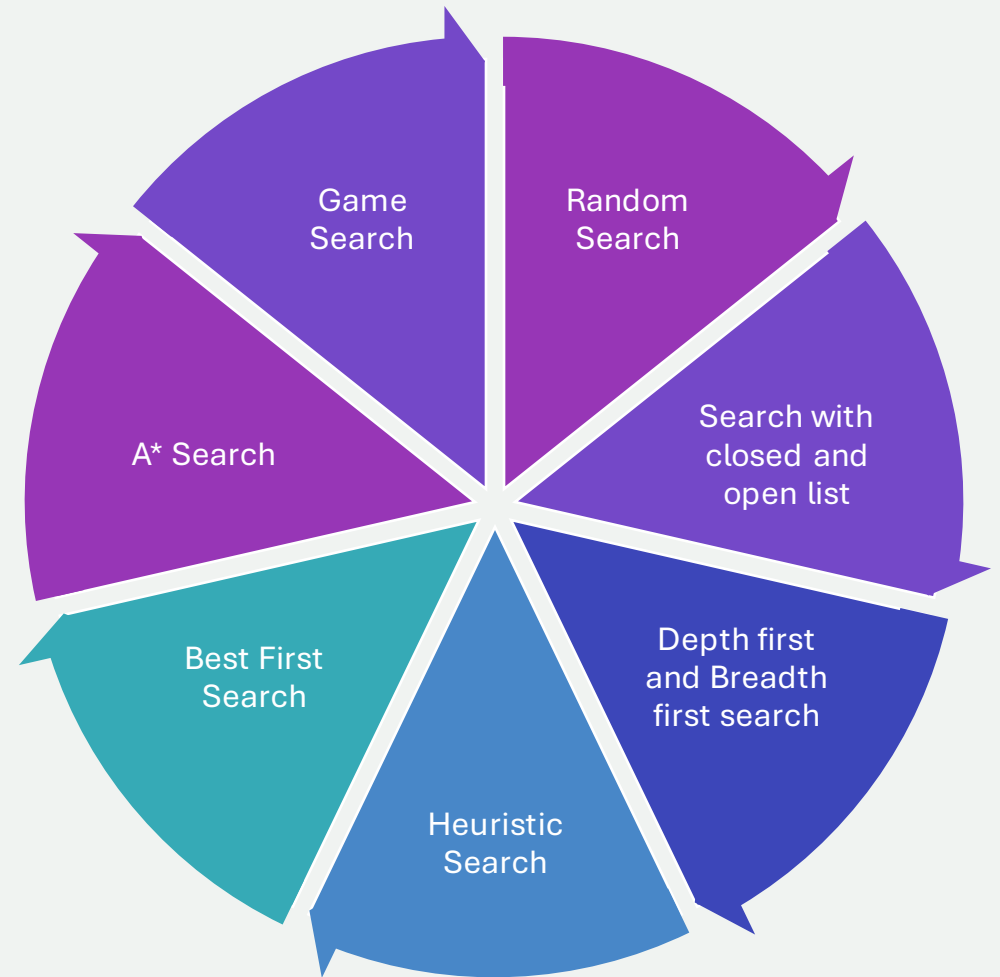 Game
Search
Random
Search
Search with
closed and
open list
Depth first
and Breadth
first search
Heuristic
Search
Best First
Search
A* Search